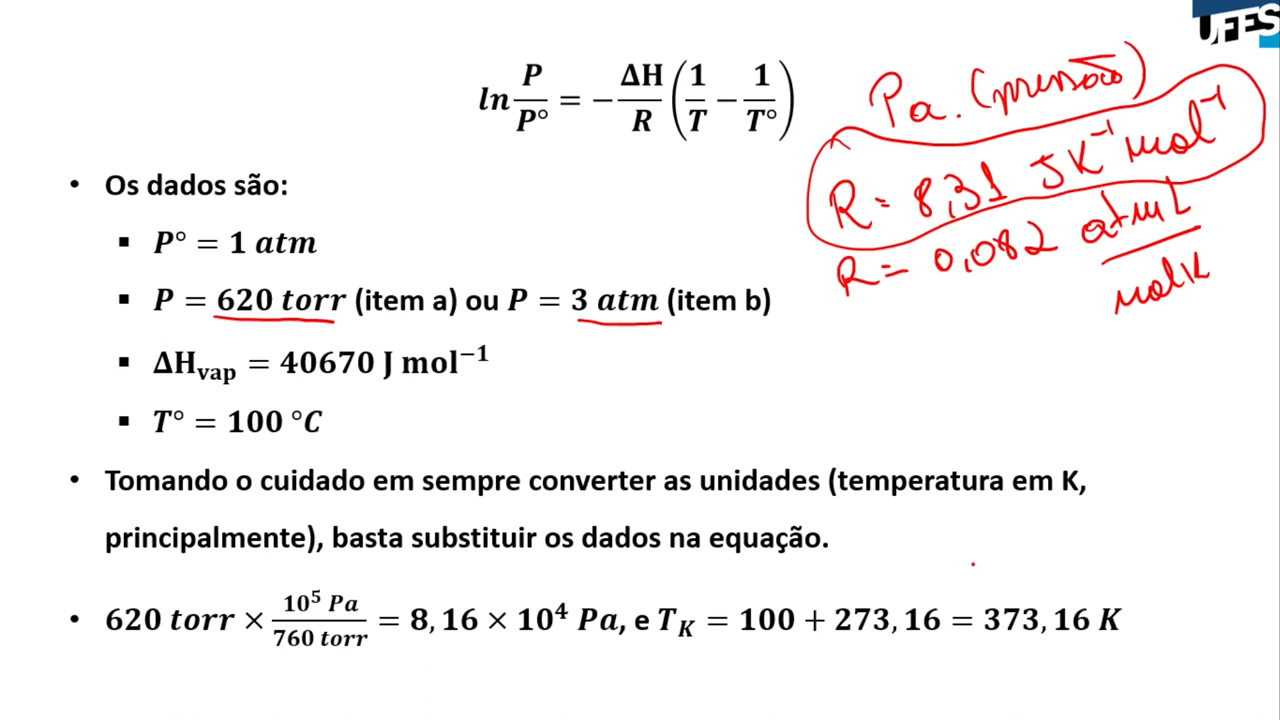 UFES
ln P/P° = −ΔH/R (1/T − 1/T°)
Pa. (pressão)
R = 8,31 J K⁻¹ mol⁻¹
R = 0,082 atm L / mol K
• Os dados são:
▪ P° = 1 atm
▪ P = 620 torr (item a) ou P = 3 atm (item b)
▪ ΔHvap = 40670 J mol⁻¹
▪ T° = 100 °C
• Tomando o cuidado em sempre converter as unidades (temperatura em K,
principalmente), basta substituir os dados na equação.
• 620 torr × 10⁵ Pa / 760 torr = 8,16 × 10⁴ Pa, e T_K = 100 + 273,16 = 373,16 K